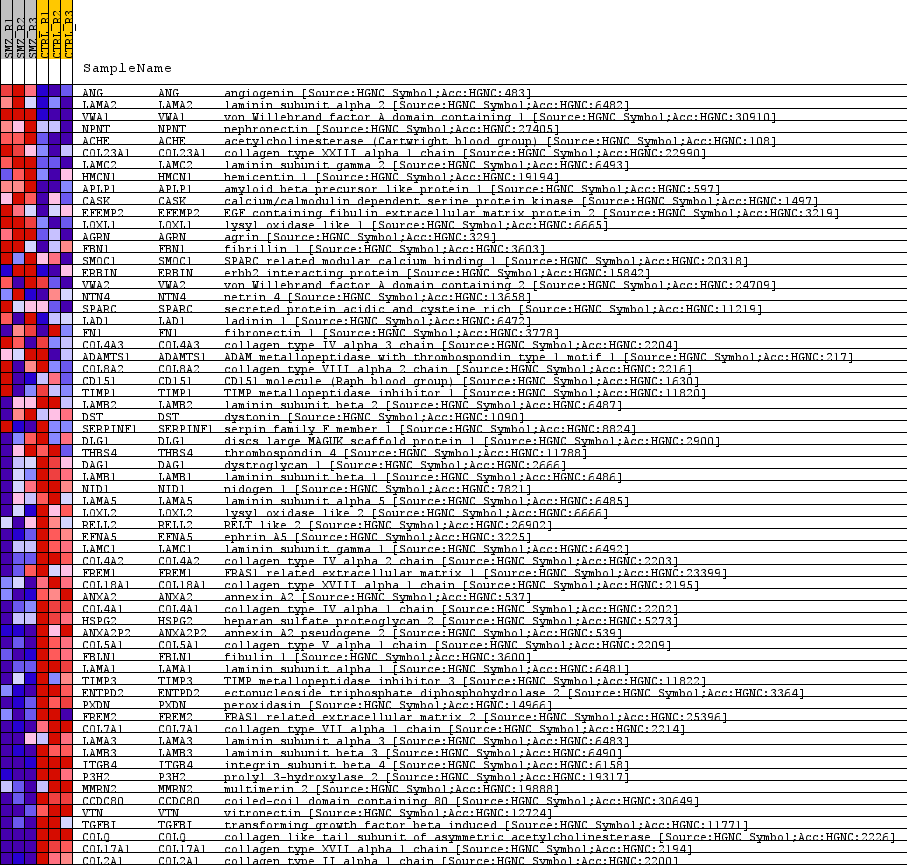 SMZ_R1
SMZ_R2
SMZ_R3
CTRL_R1
CTRL_R2
CTRL_R3
SampleName
ANG ANG angiogenin [Source:HGNC Symbol;Acc:HGNC:483]
LAMA2 LAMA2 laminin subunit alpha 2 [Source:HGNC Symbol;Acc:HGNC:6482]
VWA1 VWA1 von Willebrand factor A domain containing 1 [Source:HGNC Symbol;Acc:HGNC:30910]
NPNT NPNT nephronectin [Source:HGNC Symbol;Acc:HGNC:27405]
ACHE ACHE acetylcholinesterase (Cartwright blood group) [Source:HGNC Symbol;Acc:HGNC:108]
COL23A1 COL23A1 collagen type XXIII alpha 1 chain [Source:HGNC Symbol;Acc:HGNC:22990]
LAMC2 LAMC2 laminin subunit gamma 2 [Source:HGNC Symbol;Acc:HGNC:6493]
HMCN1 HMCN1 hemicentin 1 [Source:HGNC Symbol;Acc:HGNC:19194]
APLP1 APLP1 amyloid beta precursor like protein 1 [Source:HGNC Symbol;Acc:HGNC:597]
CASK CASK calcium/calmodulin dependent serine protein kinase [Source:HGNC Symbol;Acc:HGNC:1497]
EFEMP2 EFEMP2 EGF containing fibulin extracellular matrix protein 2 [Source:HGNC Symbol;Acc:HGNC:3219]
LOXL1 LOXL1 lysyl oxidase like 1 [Source:HGNC Symbol;Acc:HGNC:6665]
AGRN AGRN agrin [Source:HGNC Symbol;Acc:HGNC:329]
FBN1 FBN1 fibrillin 1 [Source:HGNC Symbol;Acc:HGNC:3603]
SMOC1 SMOC1 SPARC related modular calcium binding 1 [Source:HGNC Symbol;Acc:HGNC:20318]
ERBIN ERBIN erbb2 interacting protein [Source:HGNC Symbol;Acc:HGNC:15842]
VWA2 VWA2 von Willebrand factor A domain containing 2 [Source:HGNC Symbol;Acc:HGNC:24709]
NTN4 NTN4 netrin 4 [Source:HGNC Symbol;Acc:HGNC:13658]
SPARC SPARC secreted protein acidic and cysteine rich [Source:HGNC Symbol;Acc:HGNC:11219]
LAD1 LAD1 ladinin 1 [Source:HGNC Symbol;Acc:HGNC:6472]
FN1 FN1 fibronectin 1 [Source:HGNC Symbol;Acc:HGNC:3778]
COL4A3 COL4A3 collagen type IV alpha 3 chain [Source:HGNC Symbol;Acc:HGNC:2204]
ADAMTS1 ADAMTS1 ADAM metallopeptidase with thrombospondin type 1 motif 1 [Source:HGNC Symbol;Acc:HGNC:217]
COL8A2 COL8A2 collagen type VIII alpha 2 chain [Source:HGNC Symbol;Acc:HGNC:2216]
CD151 CD151 CD151 molecule (Raph blood group) [Source:HGNC Symbol;Acc:HGNC:1630]
TIMP1 TIMP1 TIMP metallopeptidase inhibitor 1 [Source:HGNC Symbol;Acc:HGNC:11820]
LAMB2 LAMB2 laminin subunit beta 2 [Source:HGNC Symbol;Acc:HGNC:6487]
DST DST dystonin [Source:HGNC Symbol;Acc:HGNC:1090]
SERPINF1 SERPINF1 serpin family F member 1 [Source:HGNC Symbol;Acc:HGNC:8824]
DLG1 DLG1 discs large MAGUK scaffold protein 1 [Source:HGNC Symbol;Acc:HGNC:2900]
THBS4 THBS4 thrombospondin 4 [Source:HGNC Symbol;Acc:HGNC:11788]
DAG1 DAG1 dystroglycan 1 [Source:HGNC Symbol;Acc:HGNC:2666]
LAMB1 LAMB1 laminin subunit beta 1 [Source:HGNC Symbol;Acc:HGNC:6486]
NID1 NID1 nidogen 1 [Source:HGNC Symbol;Acc:HGNC:7821]
LAMA5 LAMA5 laminin subunit alpha 5 [Source:HGNC Symbol;Acc:HGNC:6485]
LOXL2 LOXL2 lysyl oxidase like 2 [Source:HGNC Symbol;Acc:HGNC:6666]
RELL2 RELL2 RELT like 2 [Source:HGNC Symbol;Acc:HGNC:26902]
EFNA5 EFNA5 ephrin A5 [Source:HGNC Symbol;Acc:HGNC:3225]
LAMC1 LAMC1 laminin subunit gamma 1 [Source:HGNC Symbol;Acc:HGNC:6492]
COL4A2 COL4A2 collagen type IV alpha 2 chain [Source:HGNC Symbol;Acc:HGNC:2203]
FREM1 FREM1 FRAS1 related extracellular matrix 1 [Source:HGNC Symbol;Acc:HGNC:23399]
COL18A1 COL18A1 collagen type XVIII alpha 1 chain [Source:HGNC Symbol;Acc:HGNC:2195]
ANXA2 ANXA2 annexin A2 [Source:HGNC Symbol;Acc:HGNC:537]
COL4A1 COL4A1 collagen type IV alpha 1 chain [Source:HGNC Symbol;Acc:HGNC:2202]
HSPG2 HSPG2 heparan sulfate proteoglycan 2 [Source:HGNC Symbol;Acc:HGNC:5273]
ANXA2P2 ANXA2P2 annexin A2 pseudogene 2 [Source:HGNC Symbol;Acc:HGNC:539]
COL5A1 COL5A1 collagen type V alpha 1 chain [Source:HGNC Symbol;Acc:HGNC:2209]
FBLN1 FBLN1 fibulin 1 [Source:HGNC Symbol;Acc:HGNC:3600]
LAMA1 LAMA1 laminin subunit alpha 1 [Source:HGNC Symbol;Acc:HGNC:6481]
TIMP3 TIMP3 TIMP metallopeptidase inhibitor 3 [Source:HGNC Symbol;Acc:HGNC:11822]
ENTPD2 ENTPD2 ectonucleoside triphosphate diphosphohydrolase 2 [Source:HGNC Symbol;Acc:HGNC:3364]
PXDN PXDN peroxidasin [Source:HGNC Symbol;Acc:HGNC:14966]
FREM2 FREM2 FRAS1 related extracellular matrix 2 [Source:HGNC Symbol;Acc:HGNC:25396]
COL7A1 COL7A1 collagen type VII alpha 1 chain [Source:HGNC Symbol;Acc:HGNC:2214]
LAMA3 LAMA3 laminin subunit alpha 3 [Source:HGNC Symbol;Acc:HGNC:6483]
LAMB3 LAMB3 laminin subunit beta 3 [Source:HGNC Symbol;Acc:HGNC:6490]
ITGB4 ITGB4 integrin subunit beta 4 [Source:HGNC Symbol;Acc:HGNC:6158]
P3H2 P3H2 prolyl 3-hydroxylase 2 [Source:HGNC Symbol;Acc:HGNC:19317]
MMRN2 MMRN2 multimerin 2 [Source:HGNC Symbol;Acc:HGNC:19888]
CCDC80 CCDC80 coiled-coil domain containing 80 [Source:HGNC Symbol;Acc:HGNC:30649]
VTN VTN vitronectin [Source:HGNC Symbol;Acc:HGNC:12724]
TGFBI TGFBI transforming growth factor beta induced [Source:HGNC Symbol;Acc:HGNC:11771]
COLQ COLQ collagen like tail subunit of asymmetric acetylcholinesterase [Source:HGNC Symbol;Acc:HGNC:2226]
COL17A1 COL17A1 collagen type XVII alpha 1 chain [Source:HGNC Symbol;Acc:HGNC:2194]
COL2A1 COL2A1 collagen type II alpha 1 chain [Source:HGNC Symbol;Acc:HGNC:2200]